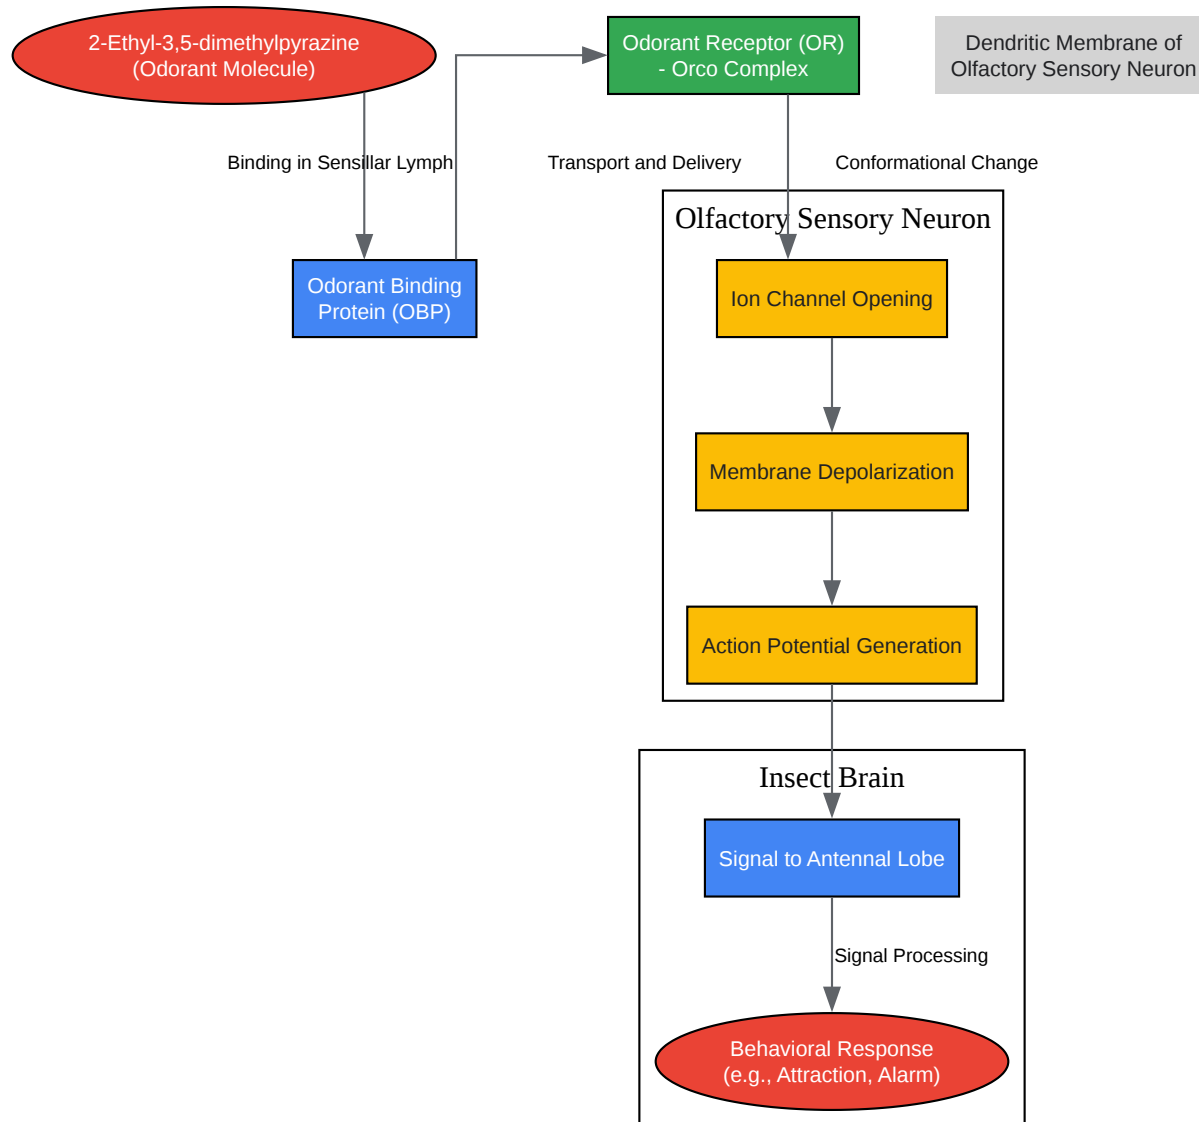 2-Ethyl-3,5-dimethylpyrazine
(Odorant Molecule)
Odorant Receptor (OR)
- Orco Complex
Dendritic Membrane of
Olfactory Sensory Neuron
Binding in Sensillar Lymph
Transport and Delivery
Conformational Change
Olfactory Sensory Neuron
Odorant Binding
Protein (OBP)
Ion Channel Opening
Membrane Depolarization
Action Potential Generation
Insect Brain
Signal to Antennal Lobe
Signal Processing
Behavioral Response
(e.g., Attraction, Alarm)